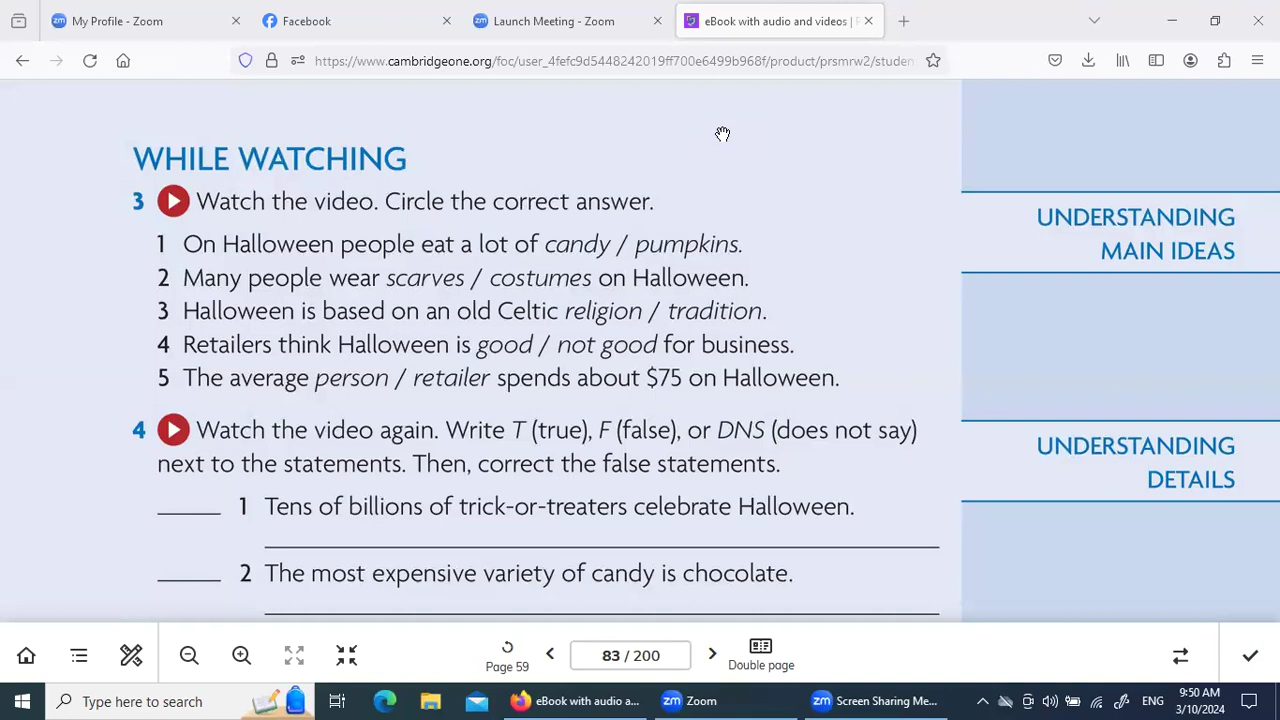 My Profile - Zoom
Facebook
Launch Meeting - Zoom
eBook with audio and videos | P
https://www.cambridgeone.org/foc/user_4fefc9d5448242019ff700e6499b968f/product/prsmrw2/studen
WHILE WATCHING
3 Watch the video. Circle the correct answer.
1 On Halloween people eat a lot of candy / pumpkins.
2 Many people wear scarves / costumes on Halloween.
3 Halloween is based on an old Celtic religion / tradition.
4 Retailers think Halloween is good / not good for business.
5 The average person / retailer spends about $75 on Halloween.
UNDERSTANDING
MAIN IDEAS
4 Watch the video again. Write T (true), F (false), or DNS (does not say)
next to the statements. Then, correct the false statements.
1 Tens of billions of trick-or-treaters celebrate Halloween.
2 The most expensive variety of candy is chocolate.
UNDERSTANDING
DETAILS
Page 59
83 / 200
Double page
Type here to search
eBook with audio a...
Zoom
Screen Sharing Me...
ENG
9:50 AM
3/10/2024